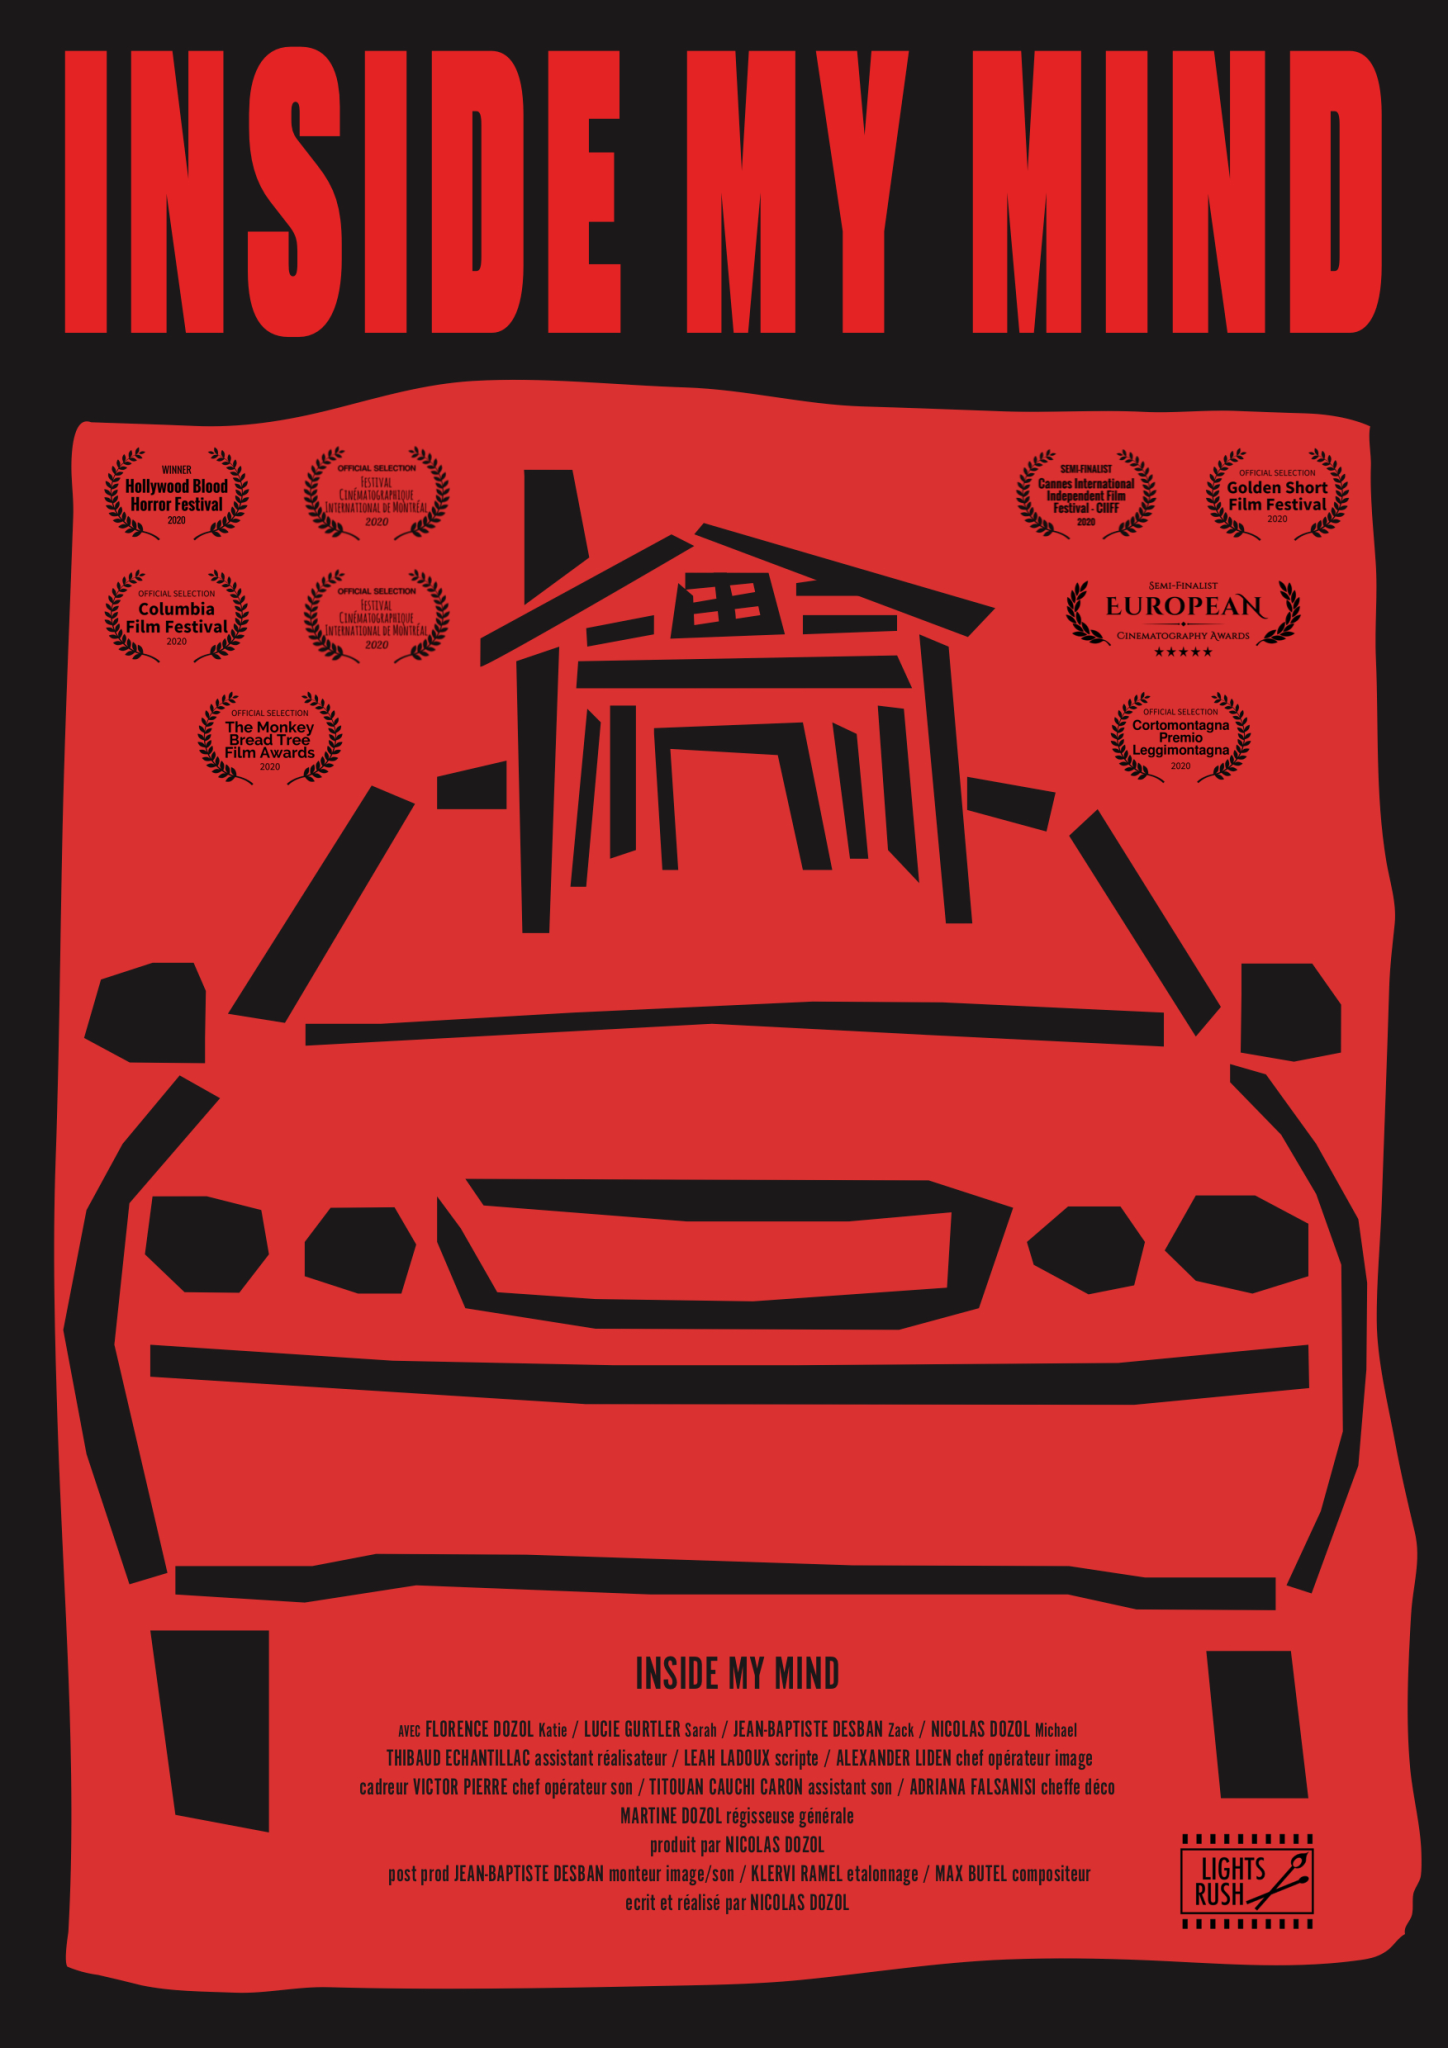 INSIDE MY MIND
WINNER
Hollywood Blood
Horror Festival
2020
OFFICIAL SELECTION
FESTIVAL
CINÉMATOGRAPHIQUE
INTERNATIONAL DE MONTRÉAL
2020
SEMI-FINALIST
Cannes International
Independent Film
Festival - CIIFF
2020
OFFICIAL SELECTION
Golden Short
Film Festival
2020
OFFICIAL SELECTION
Columbia
Film Festival
2020
OFFICIAL SELECTION
FESTIVAL
CINÉMATOGRAPHIQUE
INTERNATIONAL DE MONTRÉAL
2020
SEMI-FINALIST
EUROPEAN
CINEMATOGRAPHY AWARDS
★★★★★
OFFICIAL SELECTION
The Monkey
Bread Tree
Film Awards
2020
OFFICIAL SELECTION
Cortomontagna
Premio
Leggimontagna
2020
INSIDE MY MIND
AVEC FLORENCE DOZOL Katie / LUCIE GURTLER Sarah / JEAN-BAPTISTE DESBAN Zack / NICOLAS DOZOL Michael
THIBAUD ECHANTILLAC assistant réalisateur / LEAH LADOUX scripte / ALEXANDER LIDEN chef opérateur image
cadreur VICTOR PIERRE chef opérateur son / TITOUAN CAUCHI CARON assistant son / ADRIANA FALSANISI cheffe déco
MARTINE DOZOL régisseuse générale
produit par NICOLAS DOZOL
post prod JEAN-BAPTISTE DESBAN monteur image/son / KLERVI RAMEL etalonnage / MAX BUTEL compositeur
ecrit et réalisé par NICOLAS DOZOL
LIGHTS
RUSH